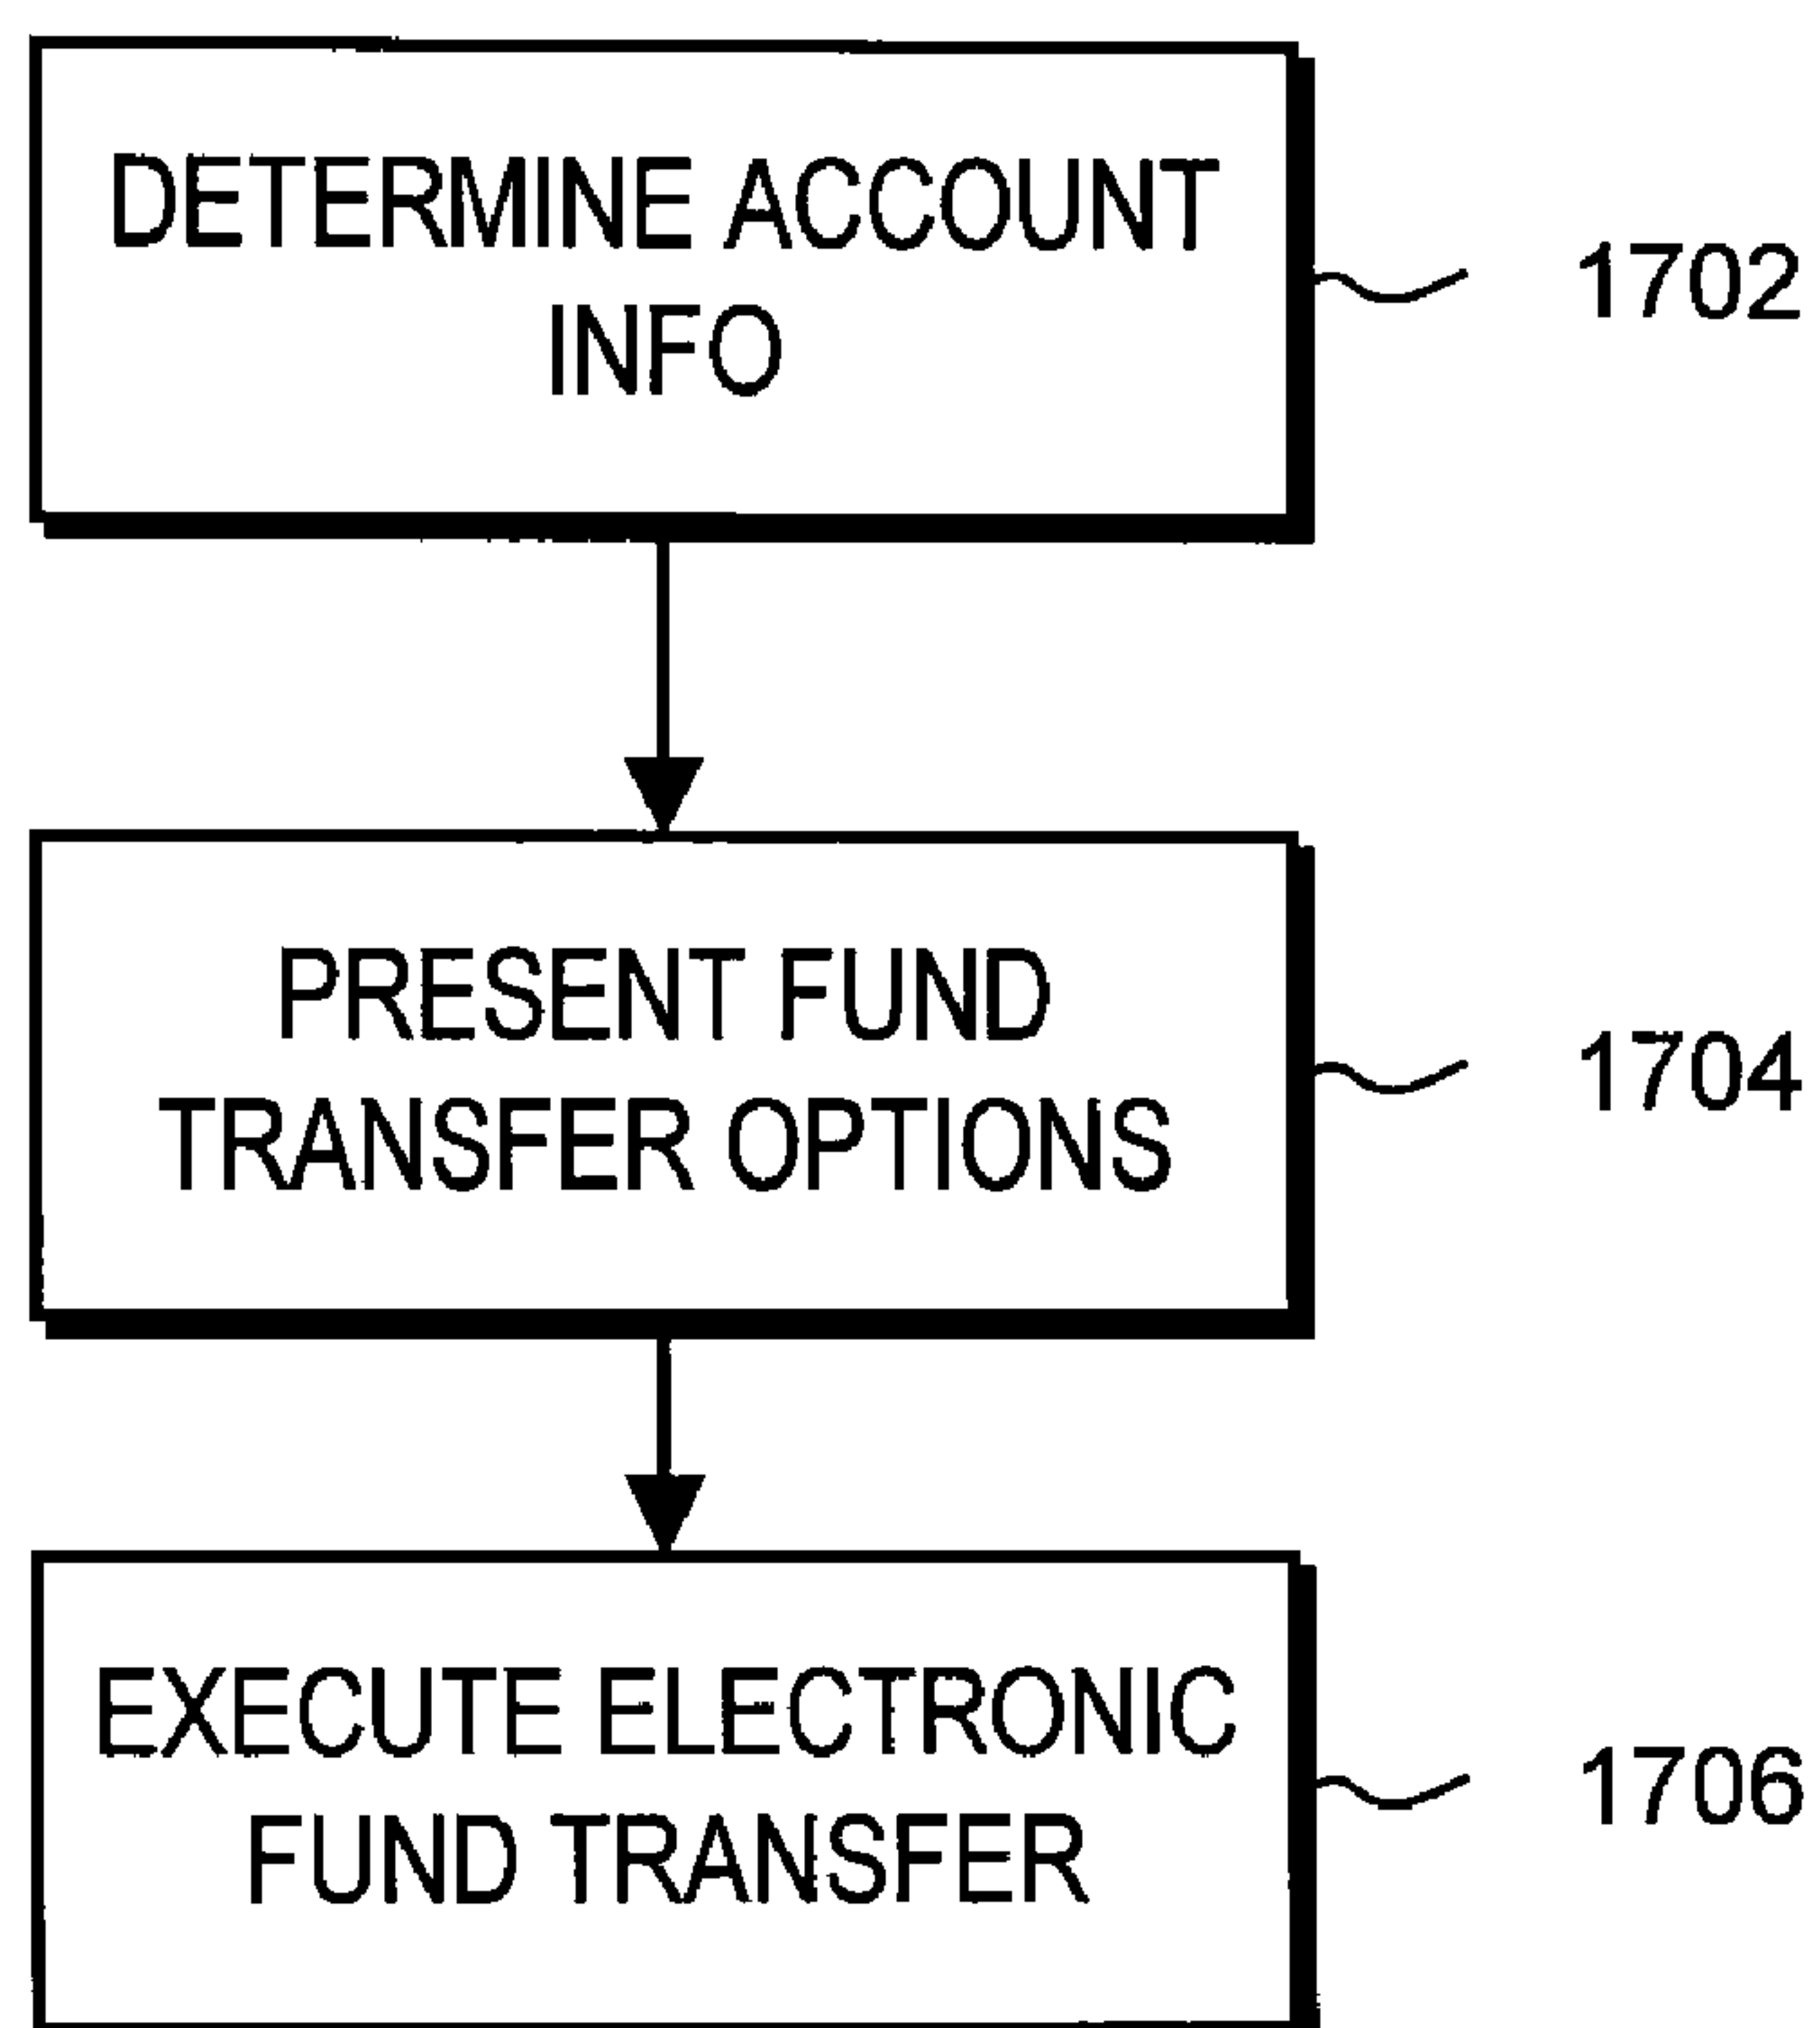 DETERMINE ACCOUNT
INFO
1702
PRESENT FUND
TRANSFER OPTIONS
1704
EXECUTE ELECTRONIC
FUND TRANSFER
1706